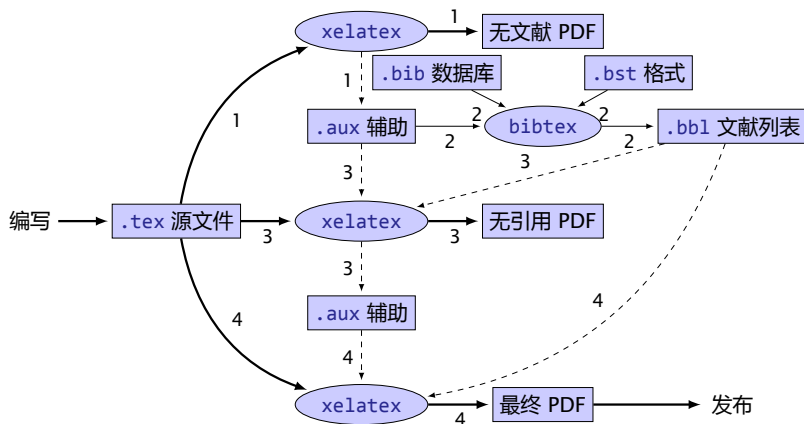 xelatex
1
无文献 PDF
1
.bib 数据库
.bst 格式
1
.aux 辅助
2
2
bibtex
2
2
.bbl 文献列表
3
3
编写
.tex 源文件
3
xelatex
3
无引用 PDF
3
4
4
.aux 辅助
4
xelatex
4
最终 PDF
发布